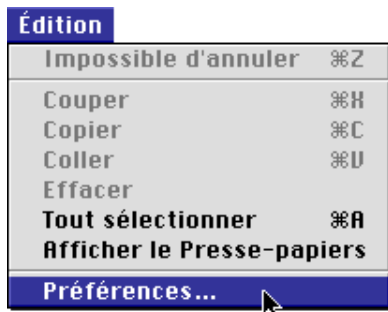 Édition
Impossible d'annuler ⌘Z
Couper ⌘X
Copier ⌘C
Coller ⌘V
Effacer
Tout sélectionner ⌘A
Afficher le Presse-papiers
Préférences...